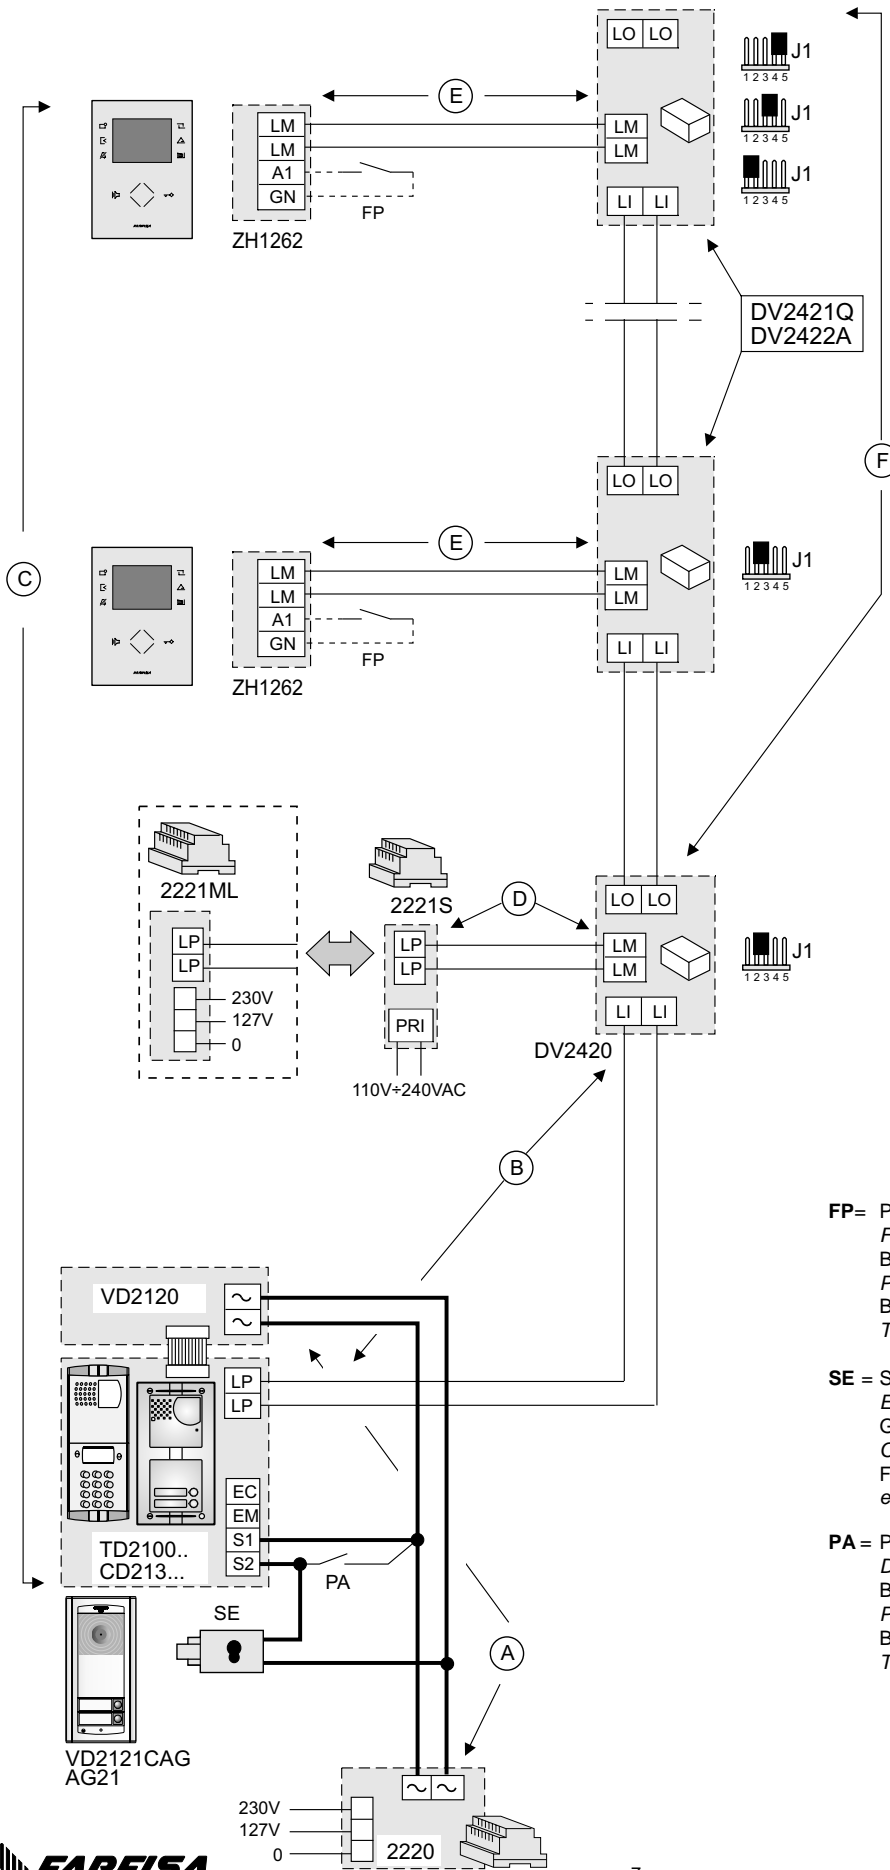 LO LO
J1
1 2 3 4 5
E
LM
LM
LM
LM
A1
GN
FP
ZH1262
FARFISA
1 2 3 4 5
J1
1 2 3 4 5
LI LI
DV2421Q
DV2422A
F
LO LO
E
LM
LM
LM
LM
A1
GN
FP
ZH1262
FARFISA
J1
1 2 3 4 5
C
LI LI
2221ML
2221S
D
LO LO
LP
LP
LP
LP
LM
LM
J1
1 2 3 4 5
230V
127V
0
PRI
LI LI
DV2420
110V÷240VAC
B
FP= P
F
B
P
B
T
VD2120
~
~
LP
LP
SE = S
E
G
C
F
e
EC
EM
S1
S2
TD2100..
CD213...
PA
PA = P
D
B
P
B
T
SE
A
VD2121CAG
AG21
~ ~
230V
127V
0
2220
FARFISA
7